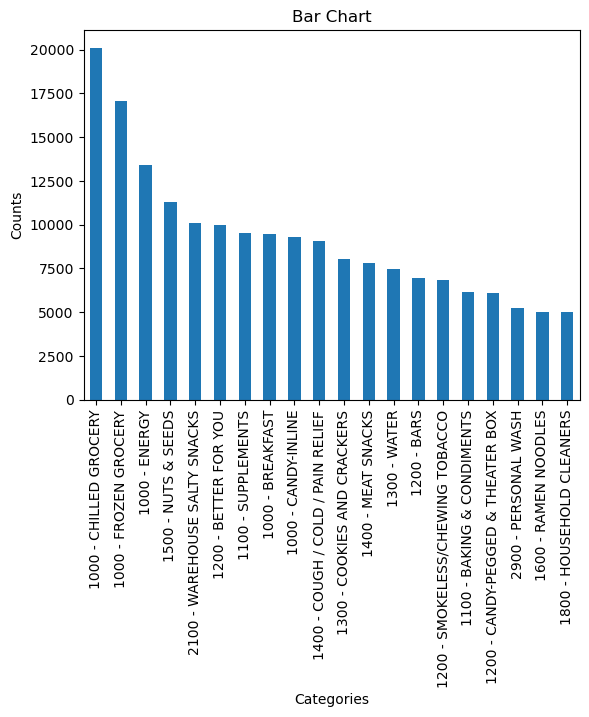 Bar Chart
20000
17500
15000
12500
10000
7500
5000
2500
0
Counts
1000 - CHILLED GROCERY
1000 - FROZEN GROCERY
1000 - ENERGY
1500 - NUTS & SEEDS
2100 - WAREHOUSE SALTY SNACKS
1200 - BETTER FOR YOU
1100 - SUPPLEMENTS
1000 - BREAKFAST
1000 - CANDY-INLINE
1400 - COUGH / COLD / PAIN RELIEF
1300 - COOKIES AND CRACKERS
1400 - MEAT SNACKS
1300 - WATER
1200 - BARS
1200 - SMOKELESS/CHEWING TOBACCO
1100 - BAKING & CONDIMENTS
1200 - CANDY-PEGGED & THEATER BOX
2900 - PERSONAL WASH
1600 - RAMEN NOODLES
1800 - HOUSEHOLD CLEANERS
Categories